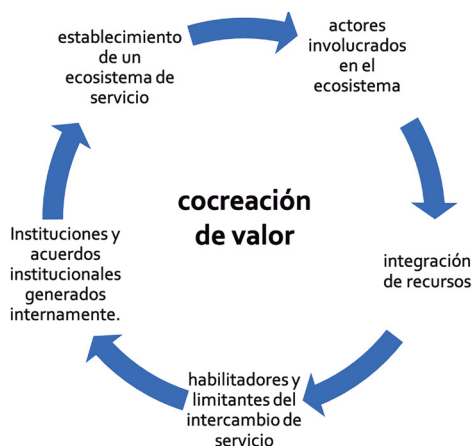 establecimiento
de un
ecosistema de
servicio
actores
involucrados
en el
ecosistema
integración
de recursos
habilitadores y
limitantes del
intercambio de
servicio
Instituciones y
acuerdos
institucionales
generados
internamente.
cocreación
de valor